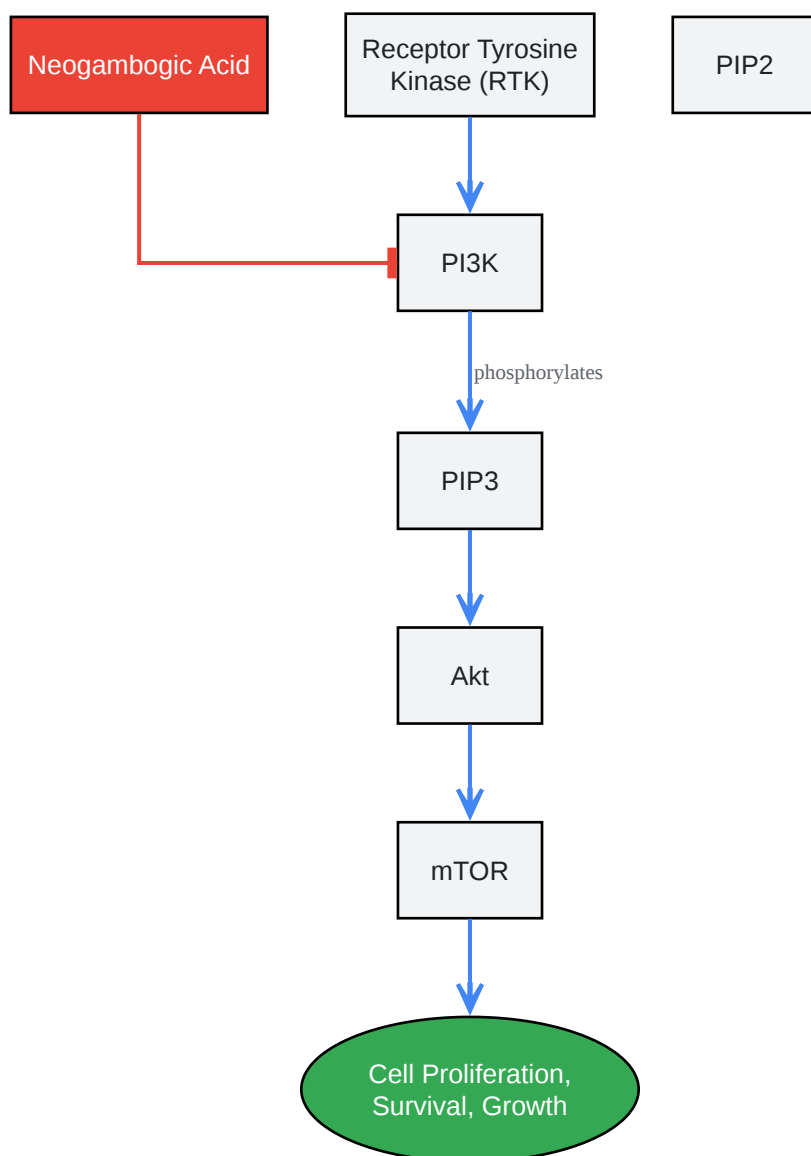 Neogambogic Acid
Receptor Tyrosine
Kinase (RTK)
PIP2
PI3K
phosphorylates
PIP3
Akt
mTOR
Cell Proliferation,
Survival, Growth